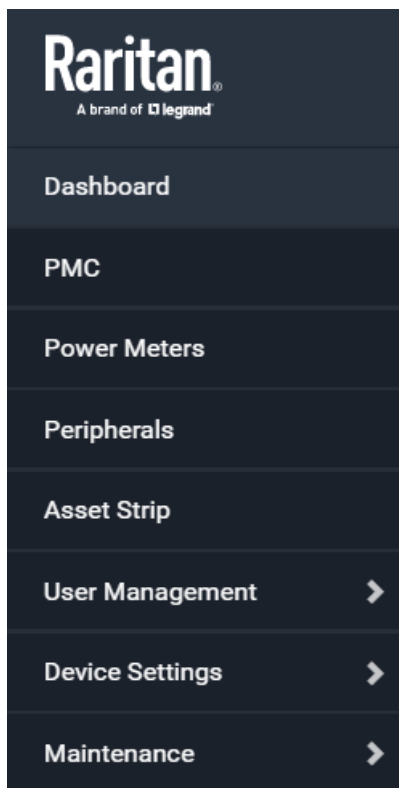 Raritan®
A brand of legrand®
Dashboard
PMC
Power Meters
Peripherals
Asset Strip
User Management
Device Settings
Maintenance